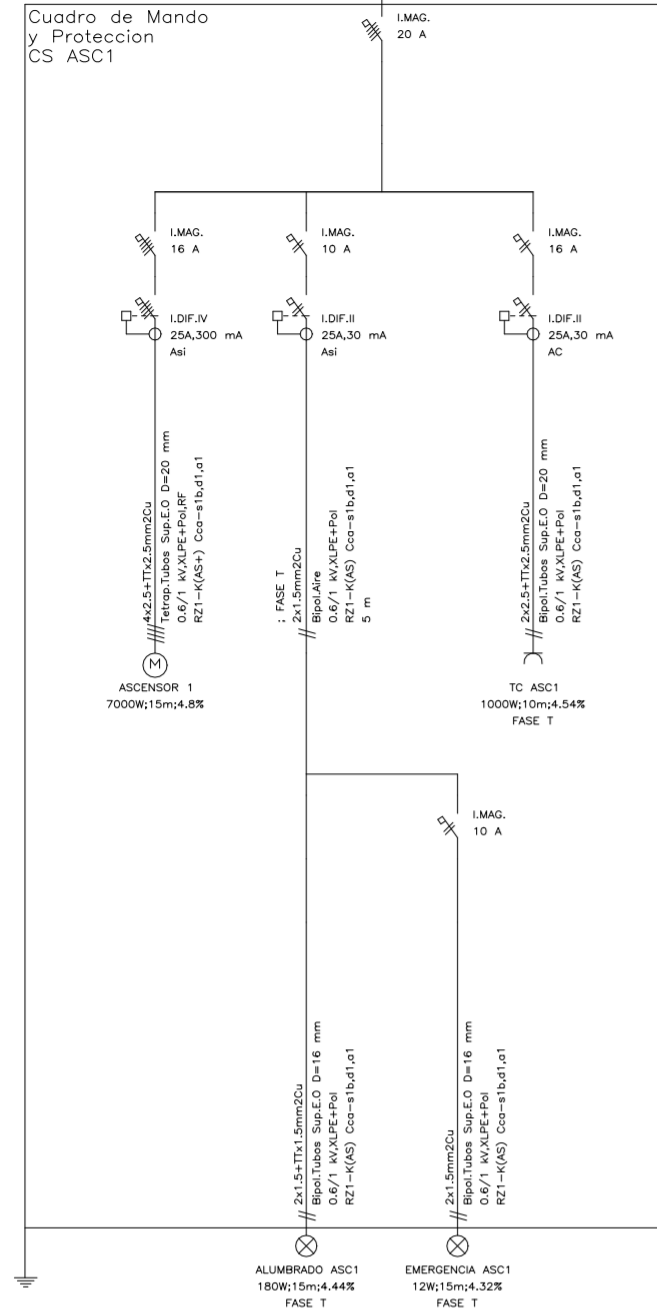 Cuadro de Mando
y Proteccion
CS ASC1
I.MAG.
20 A
I.MAG.
16 A
I.MAG.
10 A
I.MAG.
16 A
I.DIF.IV
25A,300 mA
Asi
I.DIF.II
25A,30 mA
Asi
I.DIF.II
25A,30 mA
AC
4x2.5+TTx2.5mm2Cu
Tetrap.Tubos Sup.E.O D=20 mm
0.6/1 kV,XLPE+Pol,RF
RZ1-K(AS+) Cca-s1b,d1,a1
; FASE T
2x1.5mm2Cu
Bipol.Aire
0.6/1 kV,XLPE+Pol
RZ1-K(AS) Cca-s1b,d1,a1
5 m
2x2.5+TTx2.5mm2Cu
Bipol.Tubos Sup.E.O D=20 mm
0.6/1 kV,XLPE+Pol
RZ1-K(AS) Cca-s1b,d1,a1
M
ASCENSOR 1
7000W;15m;4.8%
TC ASC1
1000W;10m;4.54%
FASE T
I.MAG.
10 A
2x1.5+TTx1.5mm2Cu
Bipol.Tubos Sup.E.O D=16 mm
0.6/1 kV,XLPE+Pol
RZ1-K(AS) Cca-s1b,d1,a1
2x1.5mm2Cu
Bipol.Tubos Sup.E.O D=16 mm
0.6/1 kV,XLPE+Pol
RZ1-K(AS) Cca-s1b,d1,a1
ALUMBRADO ASC1
180W;15m;4.44%
FASE T
EMERGENCIA ASC1
12W;15m;4.32%
FASE T